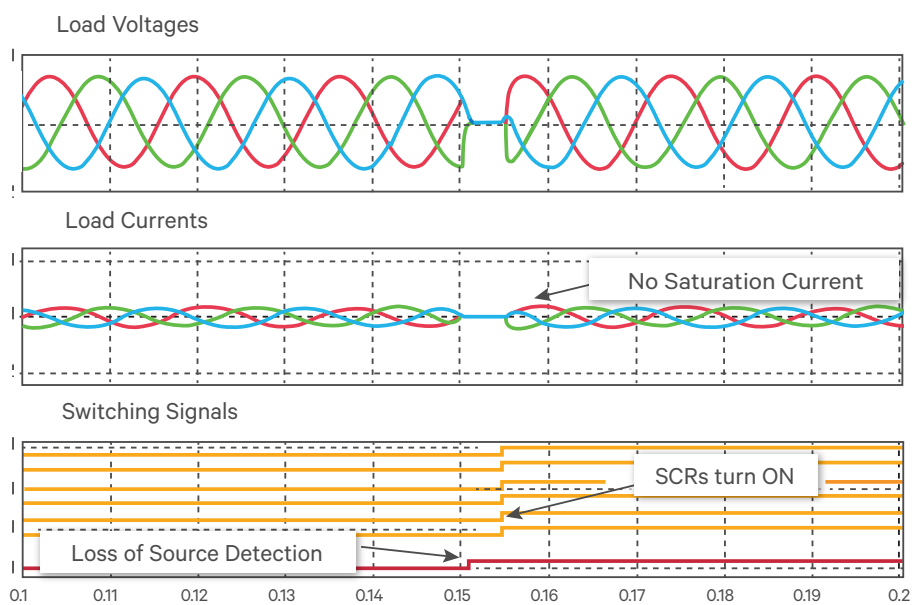 Load Voltages
Load Currents
No Saturation Current
Switching Signals
SCRs turn ON
Loss of Source Detection
0.1 0.11 0.12 0.13 0.14 0.15 0.16 0.17 0.18 0.19 0.2